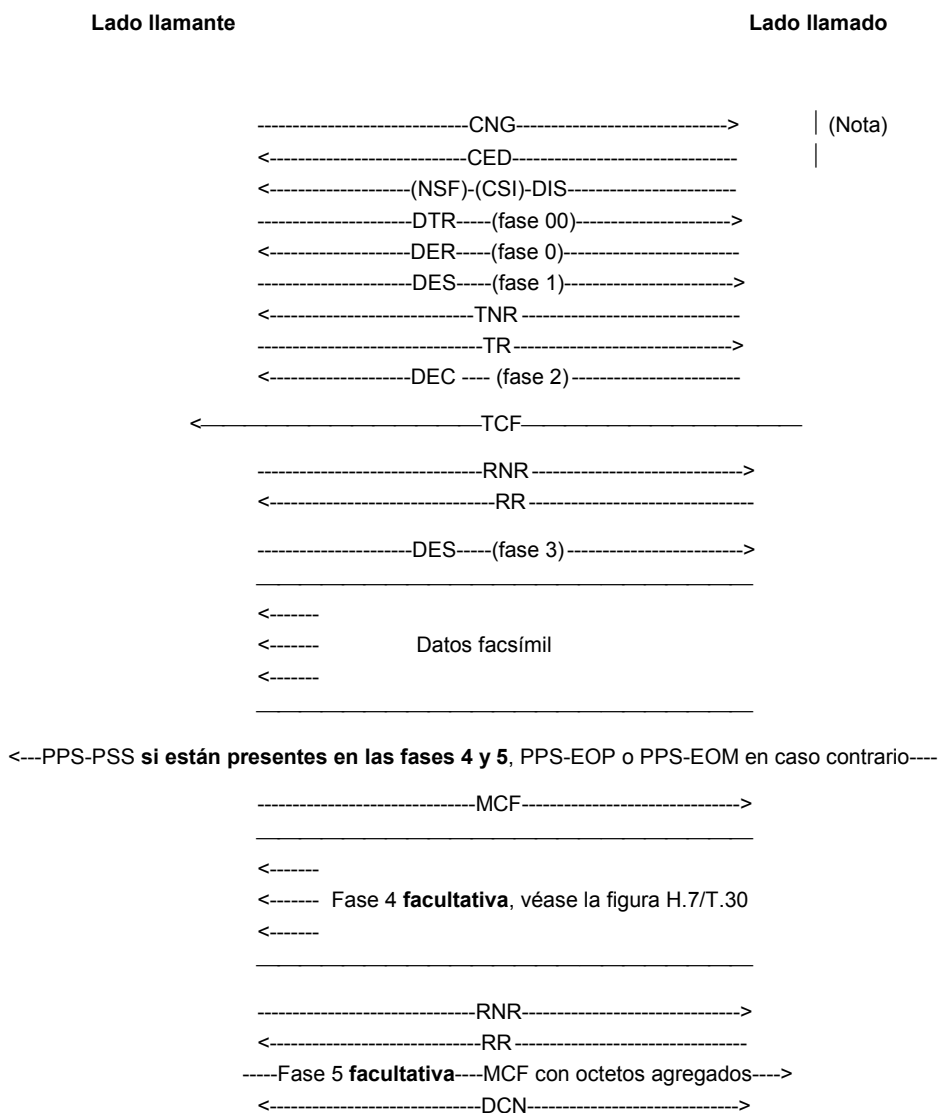 Lado llamante Lado llamado
------------------------------CNG------------------------------> | (Nota)
<----------------------------CED-------------------------------- |
<--------------------(NSF)-(CSI)-DIS------------------------
----------------------DTR-----(fase 00)---------------------->
<--------------------DER-----(fase 0)-------------------------
----------------------DES-----(fase 1)------------------------>
<-----------------------------TNR -------------------------------
--------------------------------TR------------------------------->
<--------------------DEC ---- (fase 2)------------------------
<————————————TCF————————————
--------------------------------RNR------------------------------>
<--------------------------------RR--------------------------------
----------------------DES-----(fase 3)------------------------->
<-------
<------- Datos facsímil
<-------
<---PPS-PSS si están presentes en las fases 4 y 5, PPS-EOP o PPS-EOM en caso contrario----
-------------------------------MCF------------------------------->
<-------
<------- Fase 4 facultativa, véase la figura H.7/T.30
<-------
-------------------------------RNR------------------------------->
<------------------------------RR---------------------------------
-----Fase 5 facultativa----MCF con octetos agregados---->
<------------------------------DCN------------------------------>